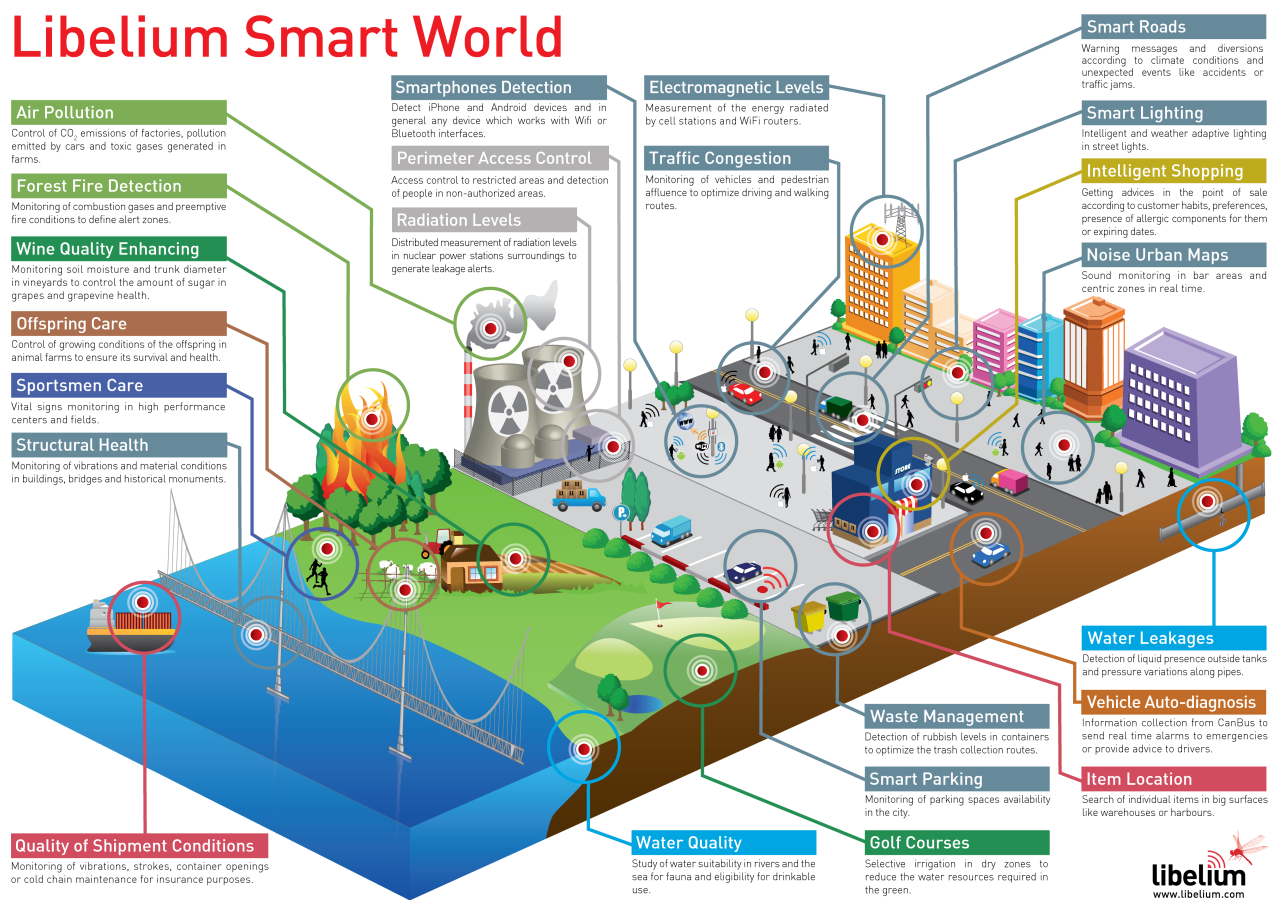 Libelium Smart World
Air Pollution
Control of CO2 emissions of factories, pollution
emitted by cars and toxic gases generated in
farms.
Forest Fire Detection
Monitoring of combustion gases and preemptive
fire conditions to define alert zones.
Wine Quality Enhancing
Monitoring soil moisture and trunk diameter
in vineyards to control the amount of sugar in
grapes and grapevine health.
Offspring Care
Control of growing conditions of the offspring in
animal farms to ensure its survival and health.
Sportsmen Care
Vital signs monitoring in high performance
centers and fields.
Structural Health
Monitoring of vibrations and material conditions
in buildings, bridges and historical monuments.
Quality of Shipment Conditions
Monitoring of vibrations, strokes, container openings
or cold chain maintenance for insurance purposes.
Smartphones Detection
Detect iPhone and Android devices and in
general any device which works with Wifi or
Bluetooth interfaces.
Perimeter Access Control
Access control to restricted areas and detection
of people in non-authorized areas.
Radiation Levels
Distributed measurement of radiation levels
in nuclear power stations surroundings to
generate leakage alerts.
Electromagnetic Levels
Measurement of the energy radiated
by cell stations and WiFi routers.
Traffic Congestion
Monitoring of vehicles and pedestrian
affluence to optimize driving and walking
routes.
Smart Roads
Warning messages and diversions
according to climate conditions and
unexpected events like accidents or
traffic jams.
Smart Lighting
Intelligent and weather adaptive lighting
in street lights.
Intelligent Shopping
Getting advices in the point of sale
according to customer habits, preferences,
presence of allergic components for them
or expiring dates.
Noise Urban Maps
Sound monitoring in bar areas and
centric zones in real time.
STORE
P
Water Leakages
Detection of liquid presence outside tanks
and pressure variations along pipes.
Vehicle Auto-diagnosis
Information collection from CanBus to
send real time alarms to emergencies
or provide advice to drivers.
Item Location
Search of individual items in big surfaces
like warehouses or harbours.
Waste Management
Detection of rubbish levels in containers
to optimize the trash collection routes.
Smart Parking
Monitoring of parking spaces availability
in the city.
Golf Courses
Selective irrigation in dry zones to
reduce the water resources required in
the green.
Water Quality
Study of water suitability in rivers and the
sea for fauna and eligibility for drinkable
use.
libelium
www.libelium.com